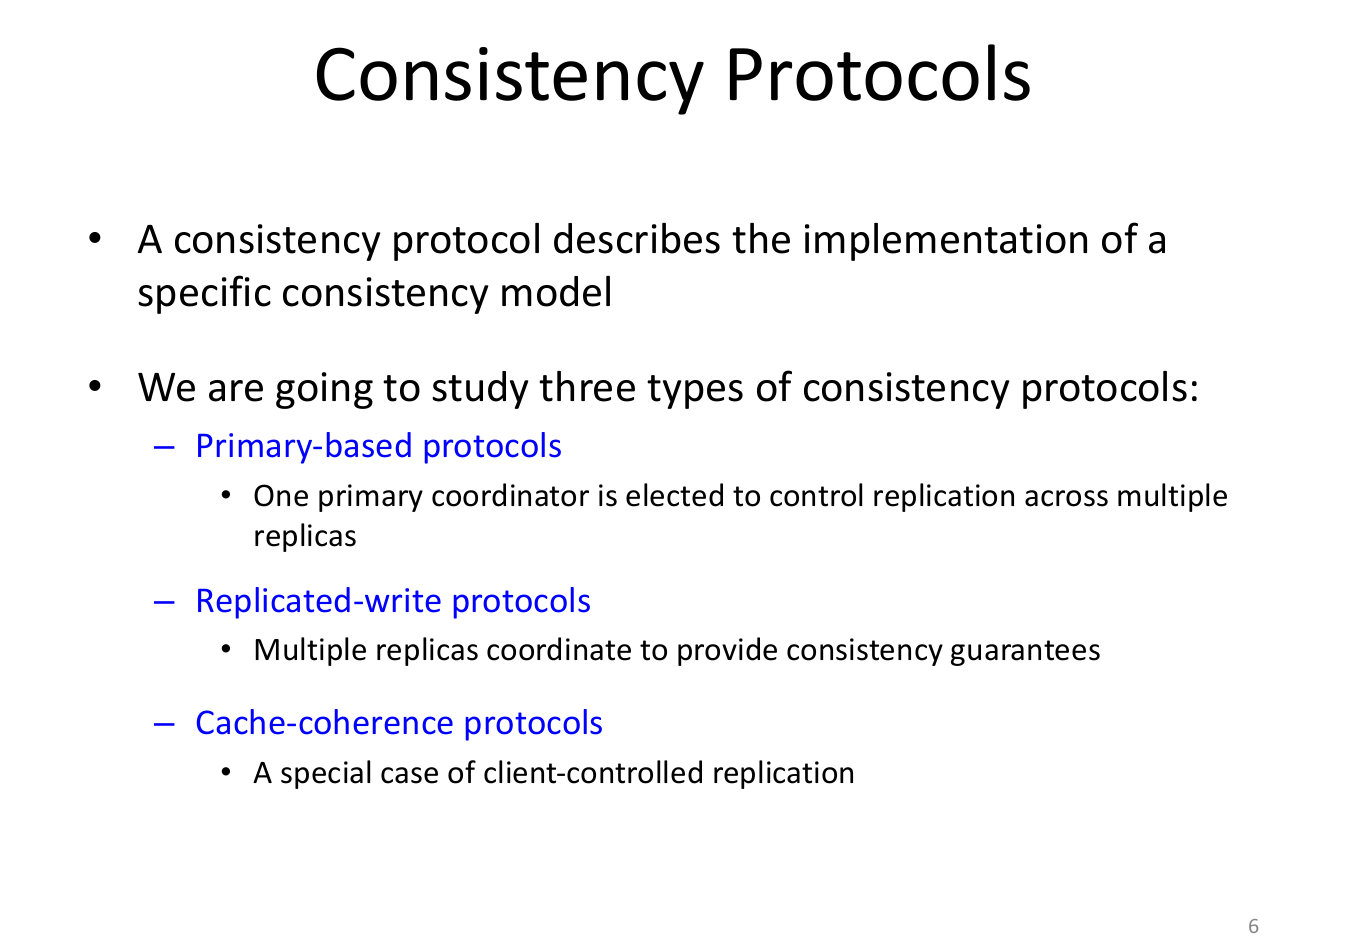 Consistency Protocols
• A consistency protocol describes the implementation of a
specific consistency model
• We are going to study three types of consistency protocols:
– Primary-based protocols
• One primary coordinator is elected to control replication across multiple
replicas
– Replicated-write protocols
• Multiple replicas coordinate to provide consistency guarantees
– Cache-coherence protocols
• A special case of client-controlled replication
6